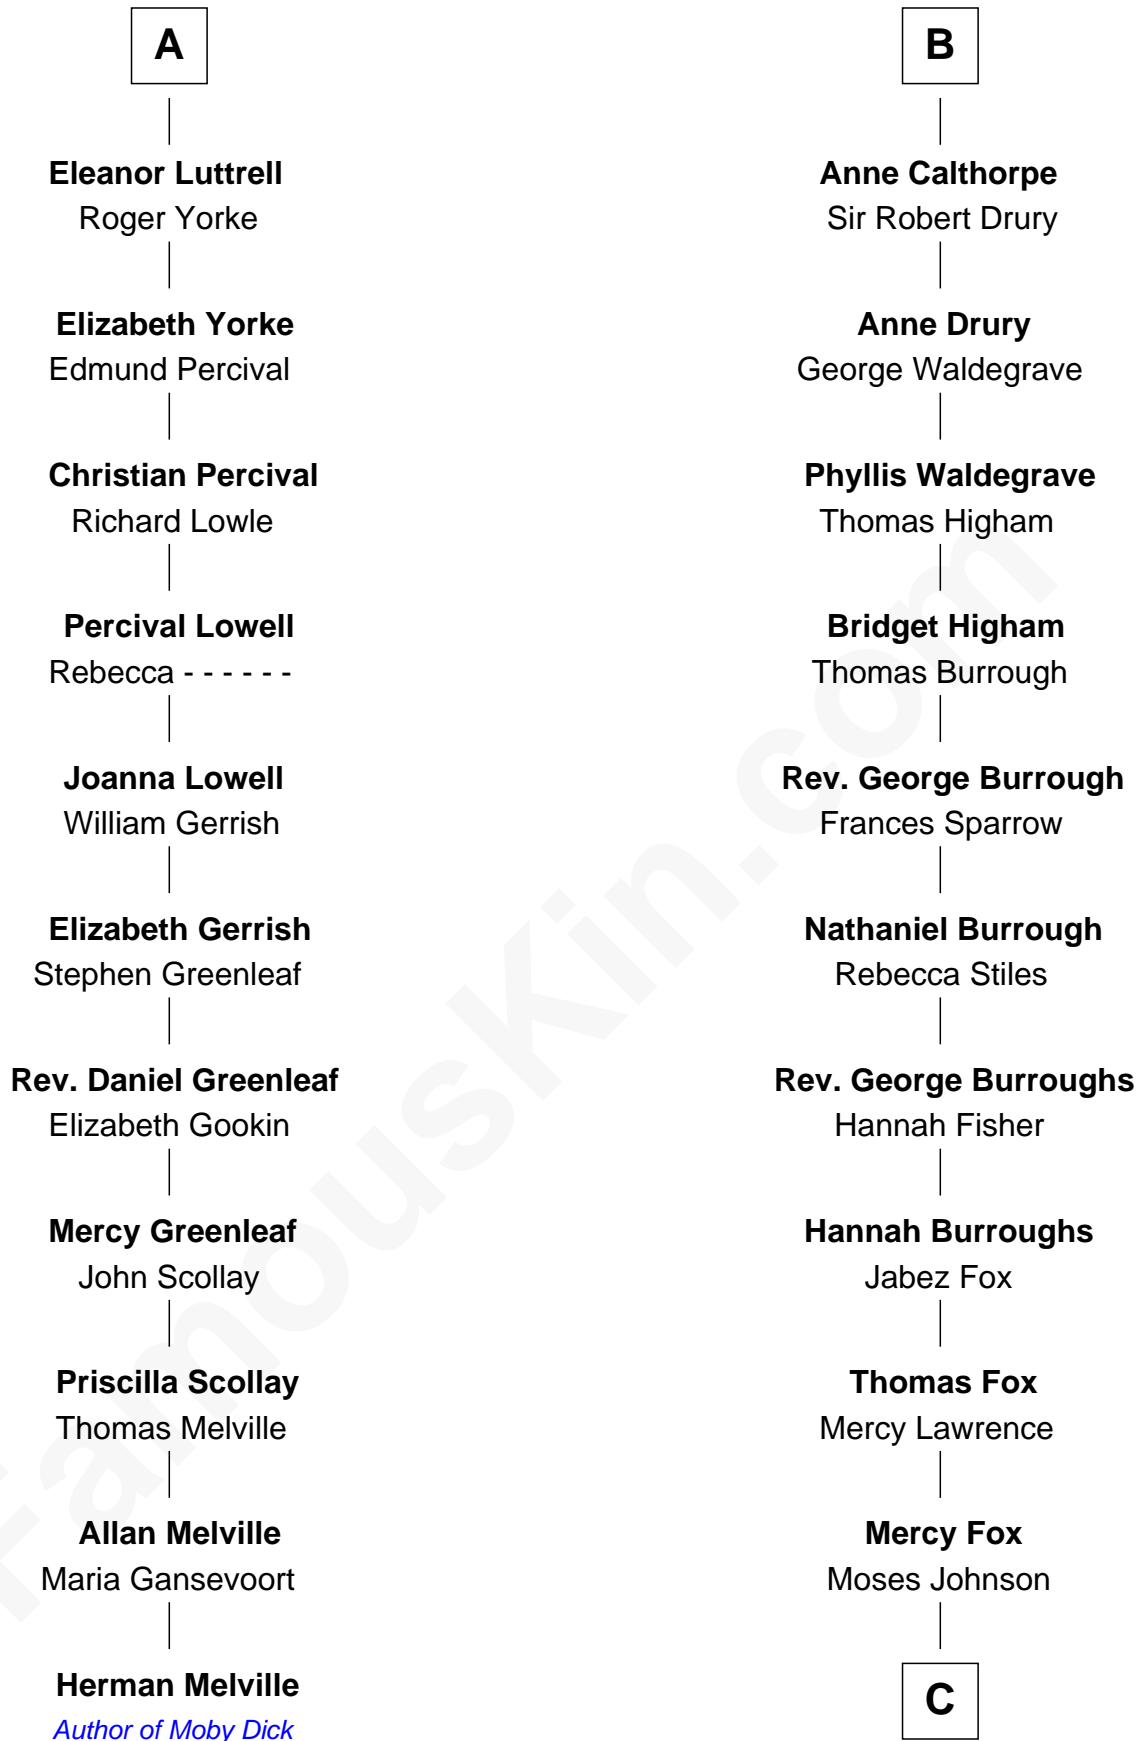 A
Eleanor Luttrell
Roger Yorke
Elizabeth Yorke
Edmund Percival
Christian Percival
Richard Lowle
Percival Lowell
Rebecca - - - - - -
Joanna Lowell
William Gerrish
Elizabeth Gerrish
Stephen Greenleaf
Rev. Daniel Greenleaf
Elizabeth Gookin
Mercy Greenleaf
John Scollay
Priscilla Scollay
Thomas Melville
Allan Melville
Maria Gansevoort
Herman Melville
Author of Moby Dick
B
Anne Calthorpe
Sir Robert Drury
Anne Drury
George Waldegrave
Phyllis Waldegrave
Thomas Higham
Bridget Higham
Thomas Burrough
Rev. George Burrough
Frances Sparrow
Nathaniel Burrough
Rebecca Stiles
Rev. George Burroughs
Hannah Fisher
Hannah Burroughs
Jabez Fox
Thomas Fox
Mercy Lawrence
Mercy Fox
Moses Johnson
C
FamousKin.com